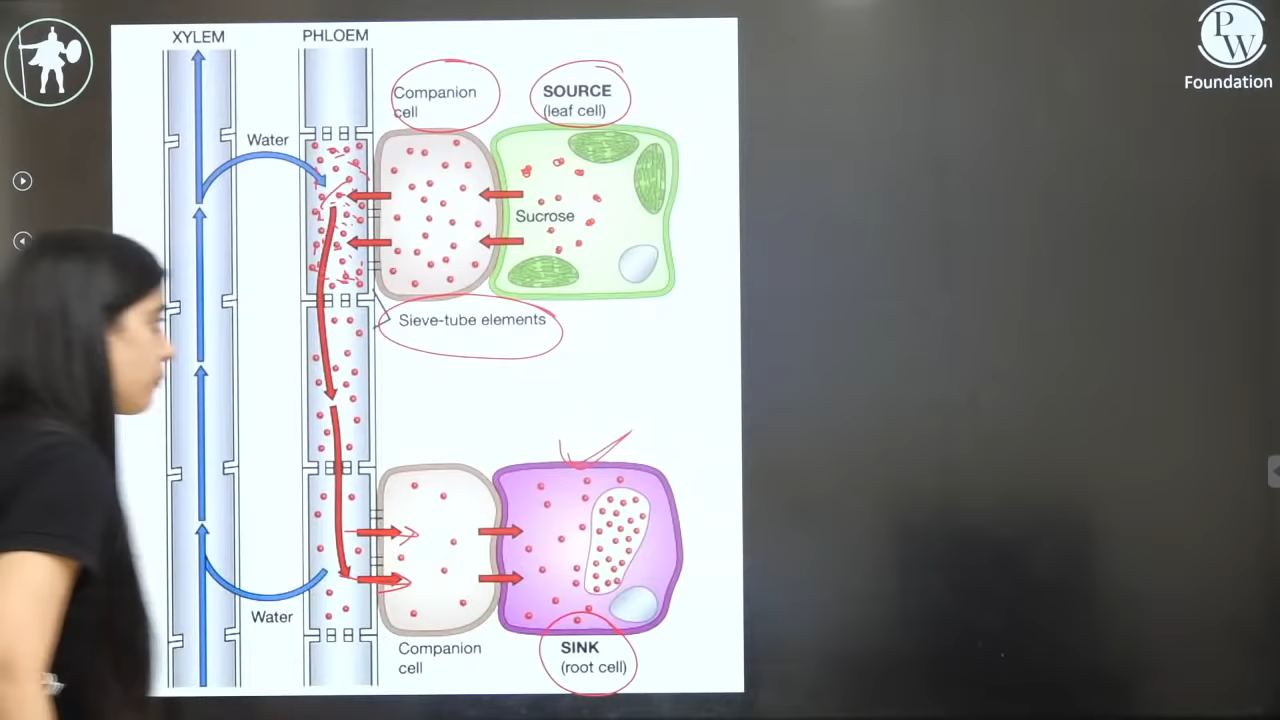 XYLEM
PHLOEM
Companion
cell
SOURCE
(leaf cell)
Water
Sucrose
Sieve-tube elements
Water
Companion
cell
SINK
(root cell)
PW
Foundation